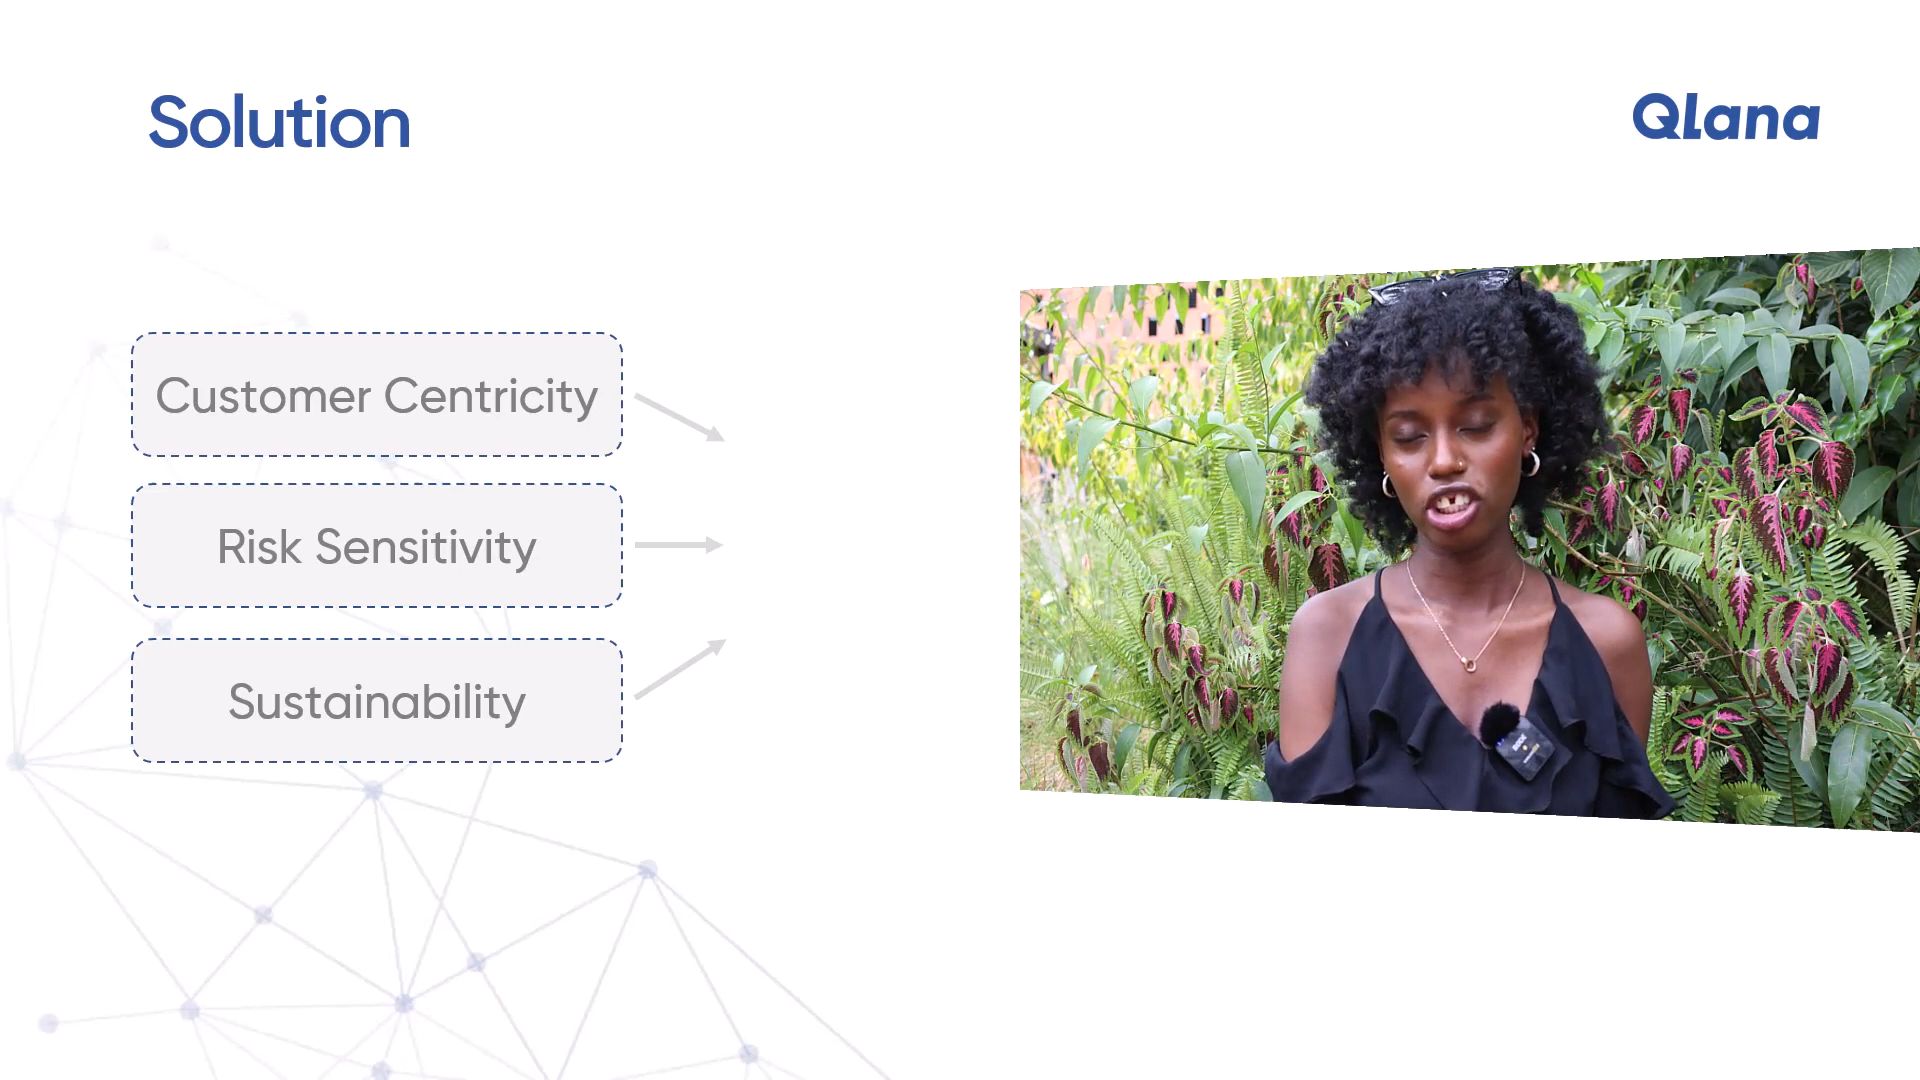 Solution
Qlana
Customer Centricity
Risk Sensitivity
Sustainability